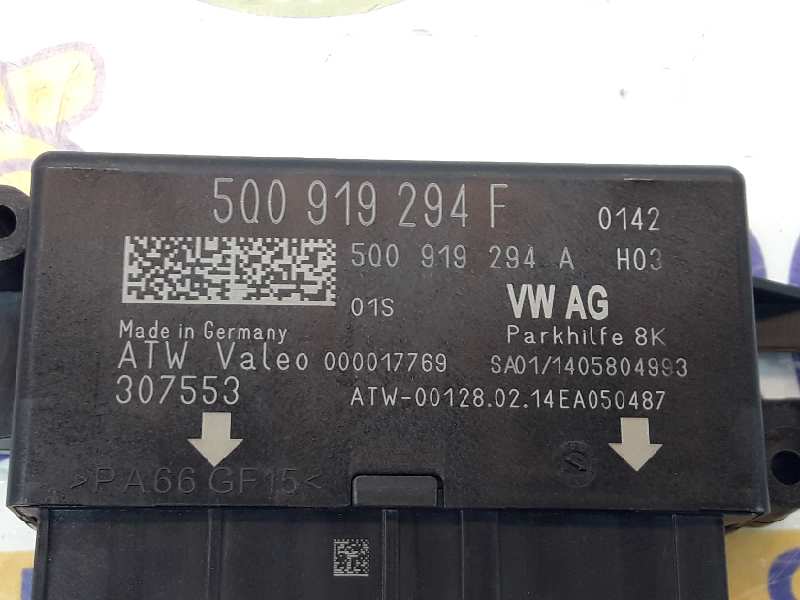 5Q0 919 294 F 0142
5Q0 919 294 A H03
01S VW AG
Made in Germany Parkhilfe 8K
ATW Valeo 000017769 SA01/1405804993
307553 ATW-00128.02.14EA050487
>PA66 GF15<